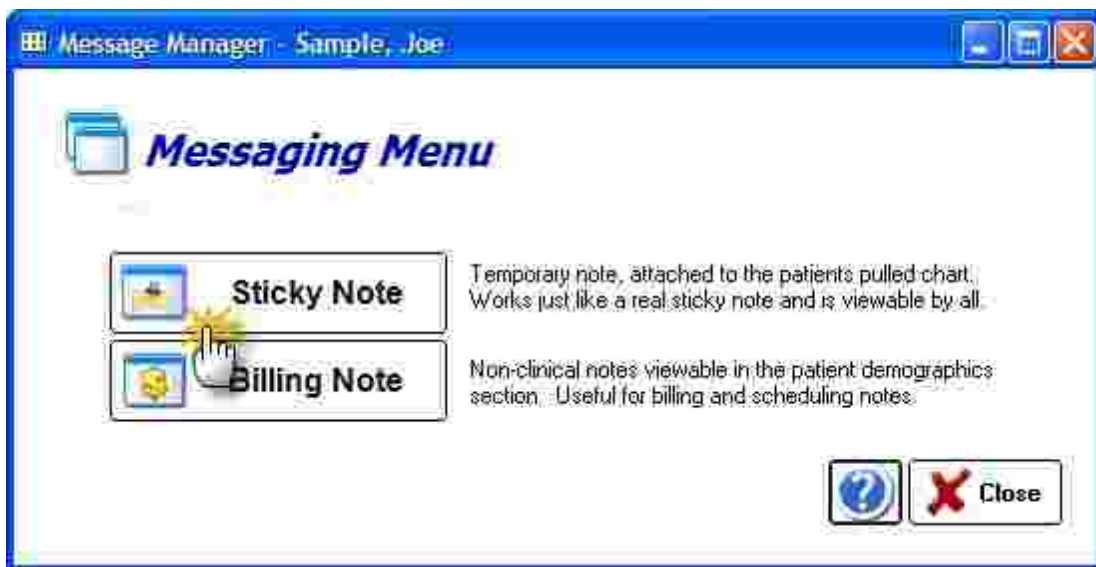 Message Manager - Sample, Joe
Messaging Menu
Sticky Note
Temporary note, attached to the patients pulled chart.
Works just like a real sticky note and is viewable by all.
Billing Note
Non-clinical notes viewable in the patient demographics
section. Useful for billing and scheduling notes.
Close